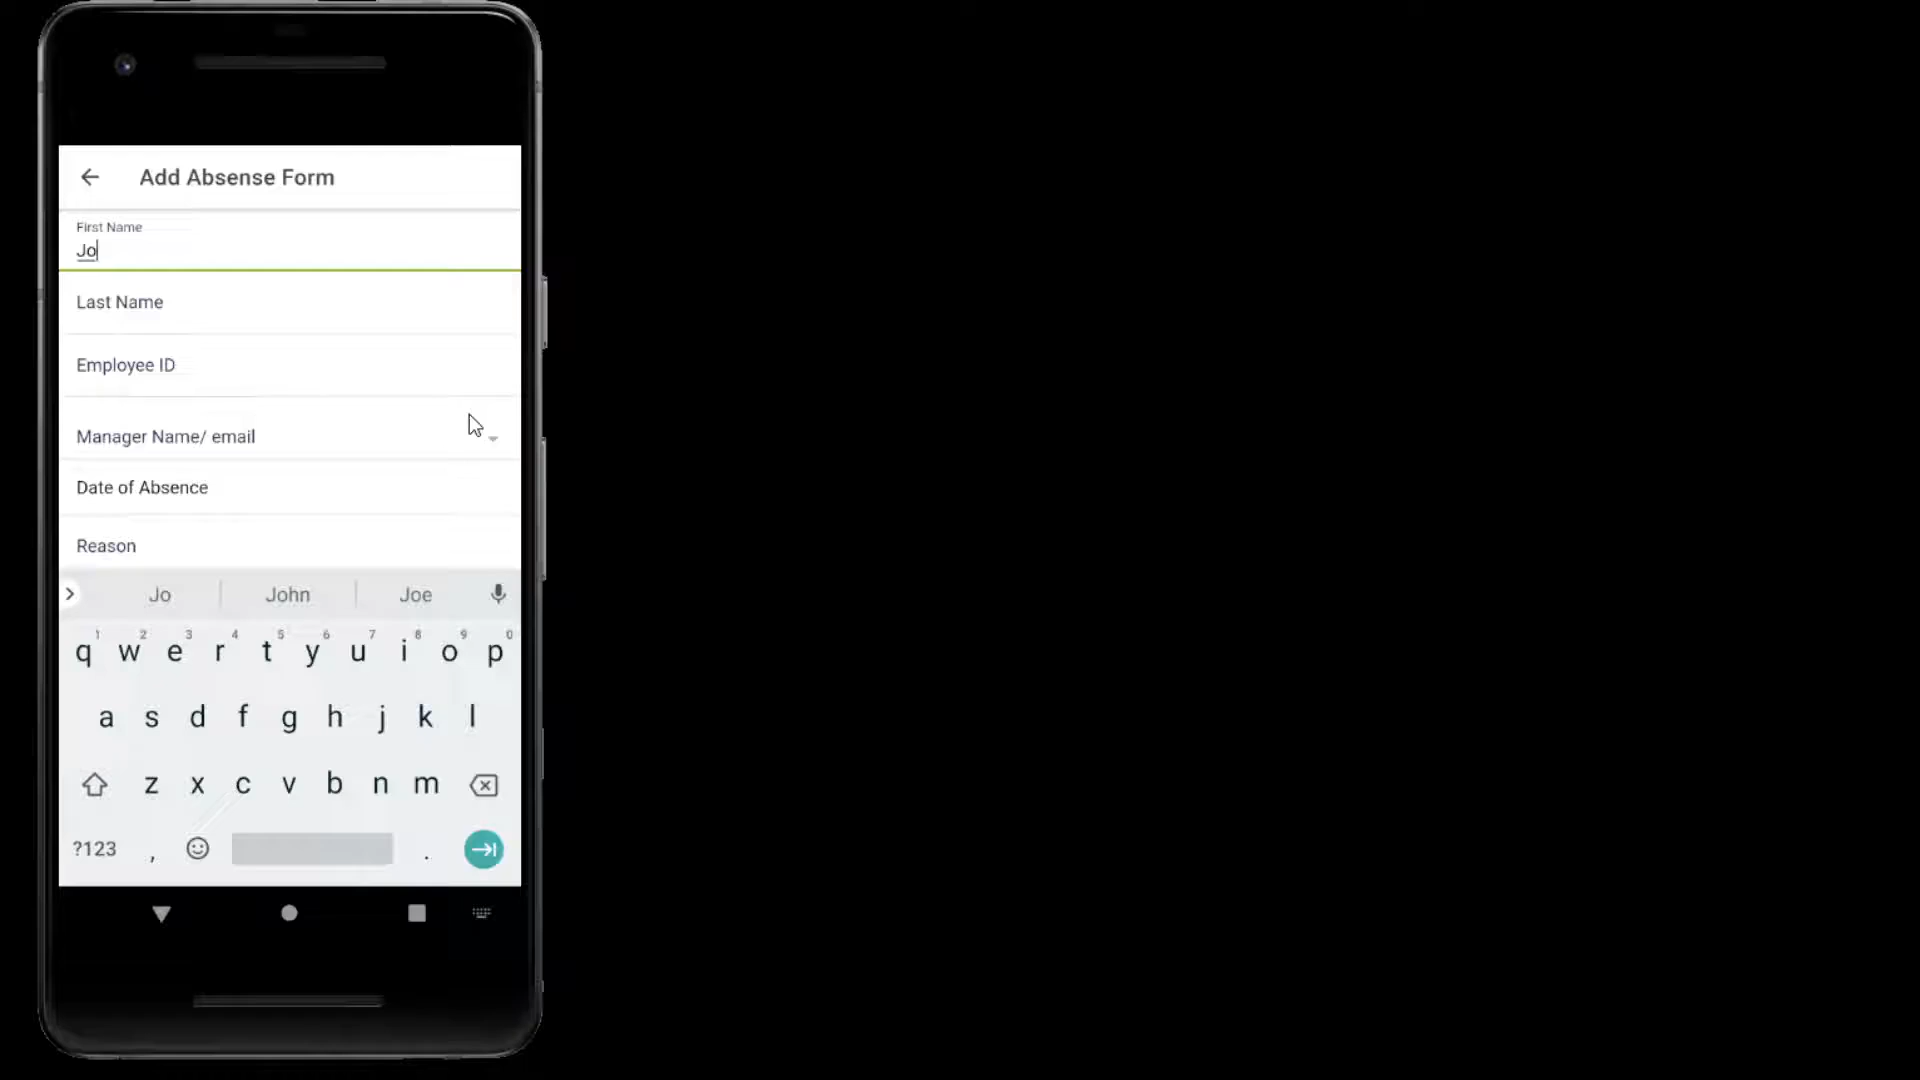 Add Absense Form
First Name
Jo
Last Name
Employee ID
Manager Name/ email
Date of Absence
Reason
Jo John Joe
1 2 3 4 5 6 7 8 9 0
q w e r t y u i o p
a s d f g h j k l
z x c v b n m
?123 , .